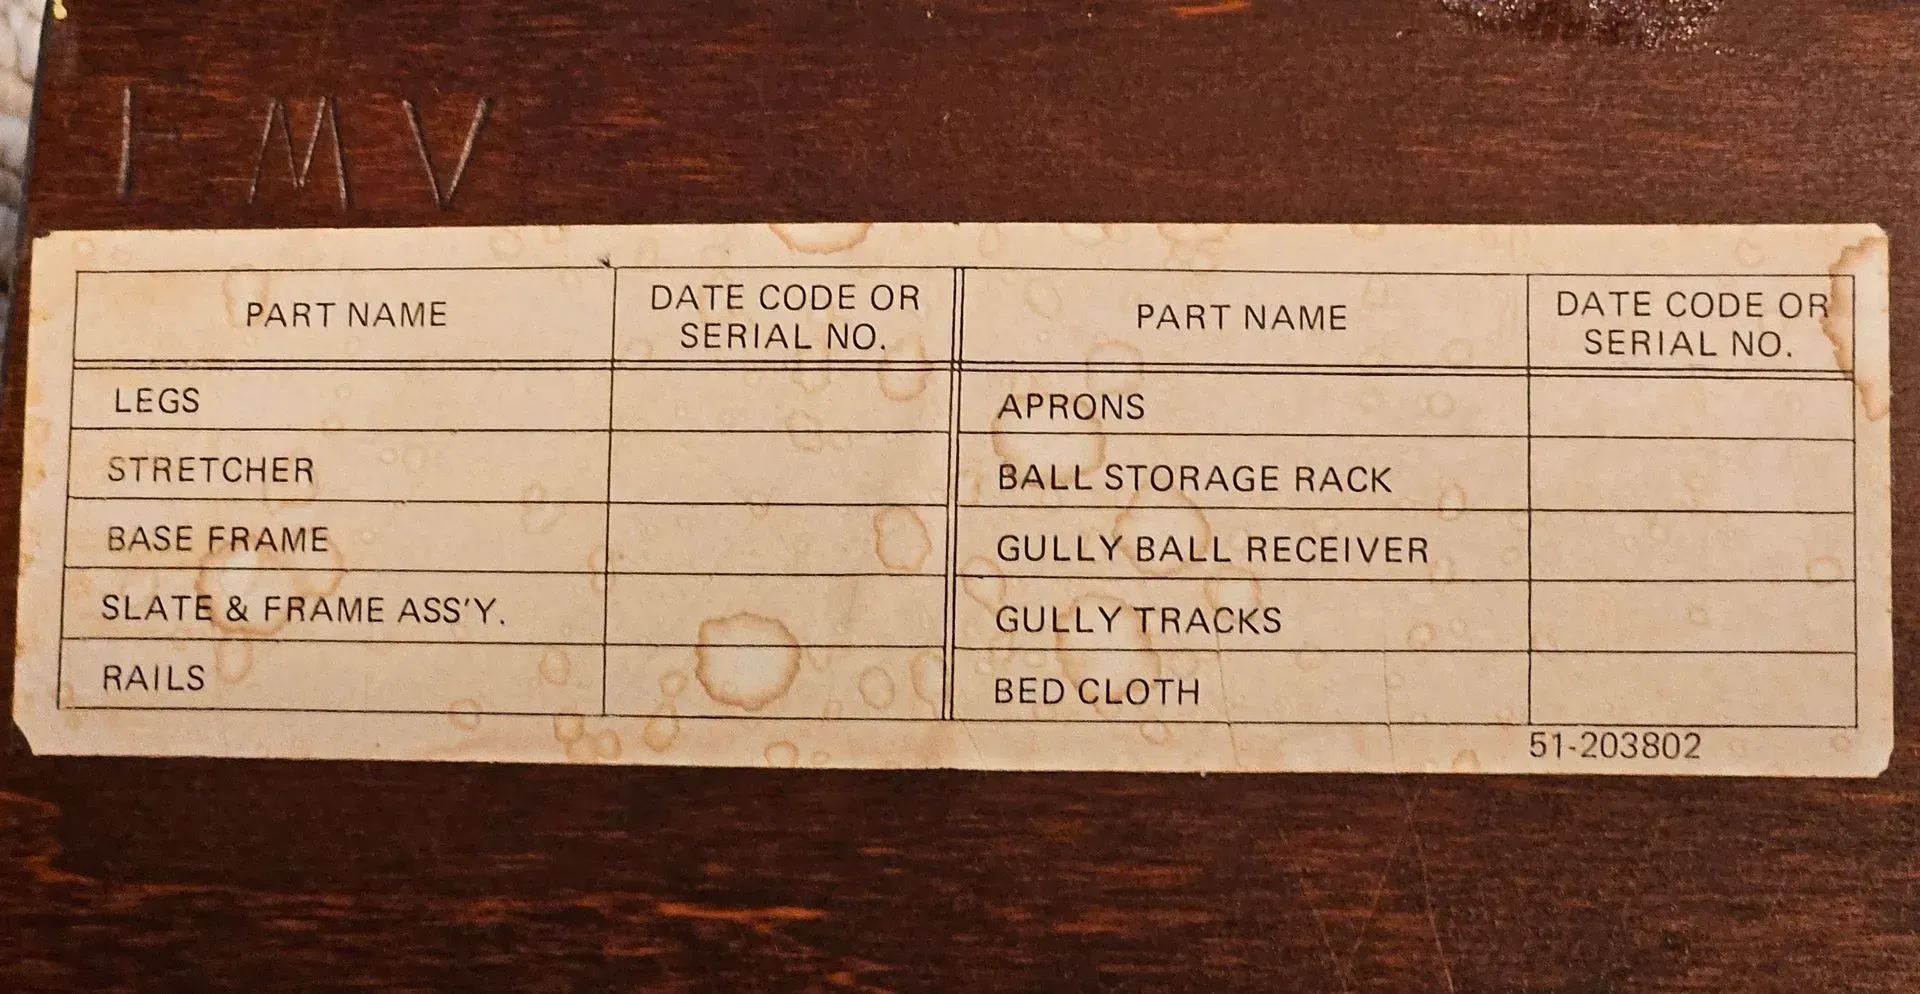 I M V
PART NAME
DATE CODE OR
SERIAL NO.
PART NAME
DATE CODE OR
SERIAL NO.
LEGS
APRONS
STRETCHER
BALL STORAGE RACK
BASE FRAME
GULLY BALL RECEIVER
SLATE & FRAME ASS'Y.
GULLY TRACKS
RAILS
BED CLOTH
51-203802